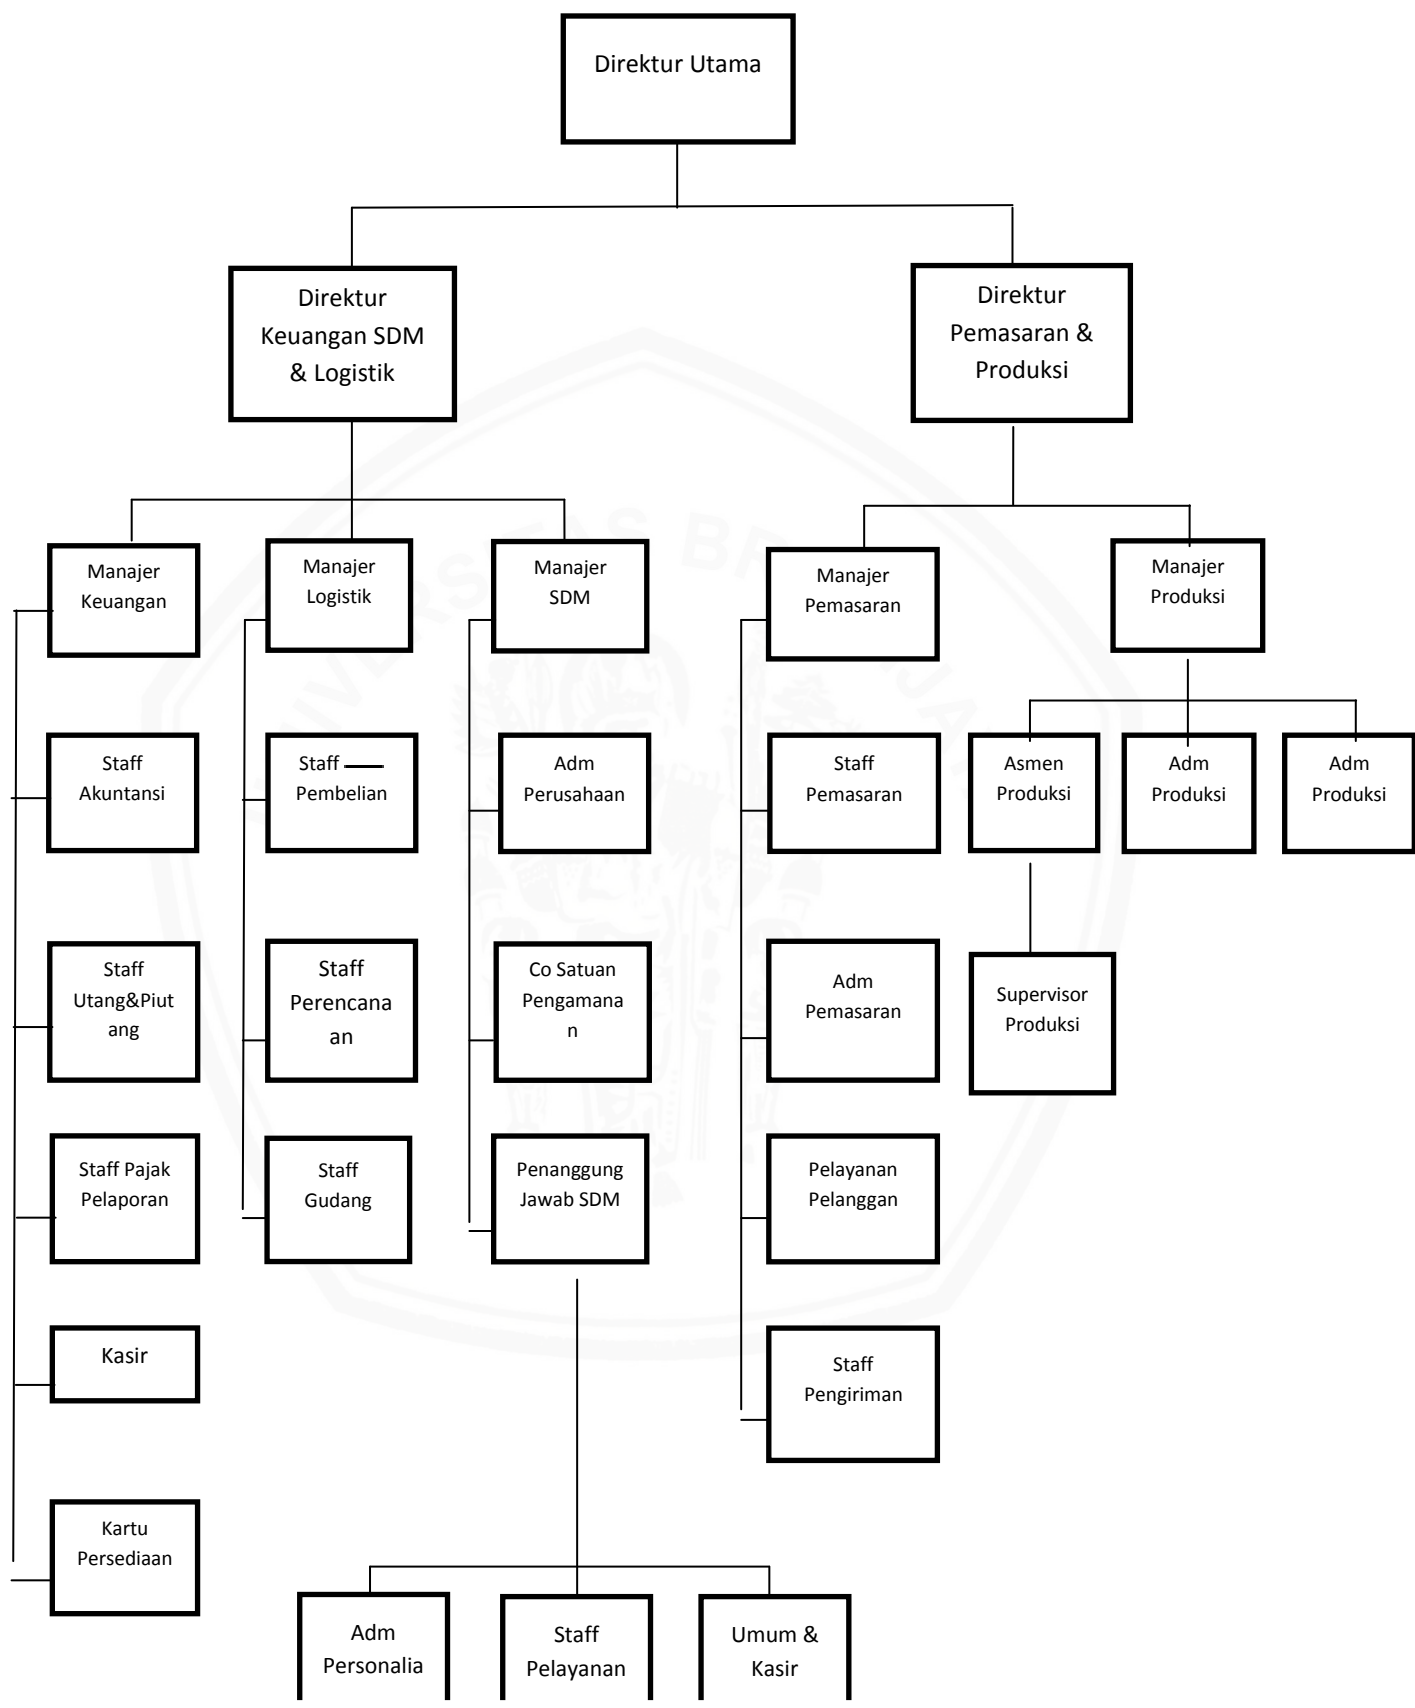 Direktur Utama
Direktur
Keuangan SDM
& Logistik
Direktur
Pemasaran &
Produksi
Manajer
Keuangan
Manajer
Logistik
Manajer
SDM
Manajer
Pemasaran
Manajer
Produksi
Staff
Akuntansi
Staff
Pembelian
Adm
Perusahaan
Staff
Pemasaran
Asmen
Produksi
Adm
Produksi
Adm
Produksi
Staff
Utang&Piut
ang
Staff
Perencana
an
Co Satuan
Pengamana
n
Adm
Pemasaran
Supervisor
Produksi
Staff Pajak
Pelaporan
Staff
Gudang
Penanggung
Jawab SDM
Pelayanan
Pelanggan
Kasir
Staff
Pengiriman
Kartu
Persediaan
Adm
Personalia
Staff
Pelayanan
Umum &
Kasir